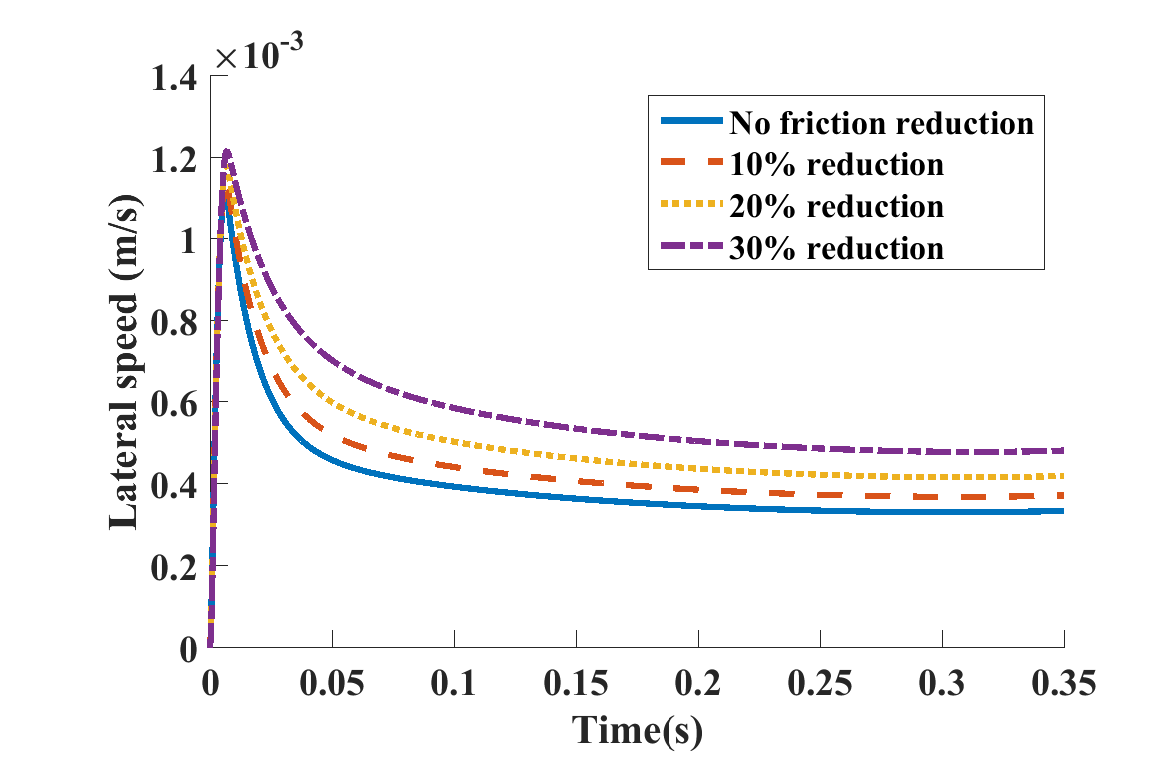 ×10-3
1.4
1.2
1
0.8
0.6
0.4
0.2
0
Lateral speed (m/s)
No friction reduction
10% reduction
20% reduction
30% reduction
0 0.05 0.1 0.15 0.2 0.25 0.3 0.35
Time(s)